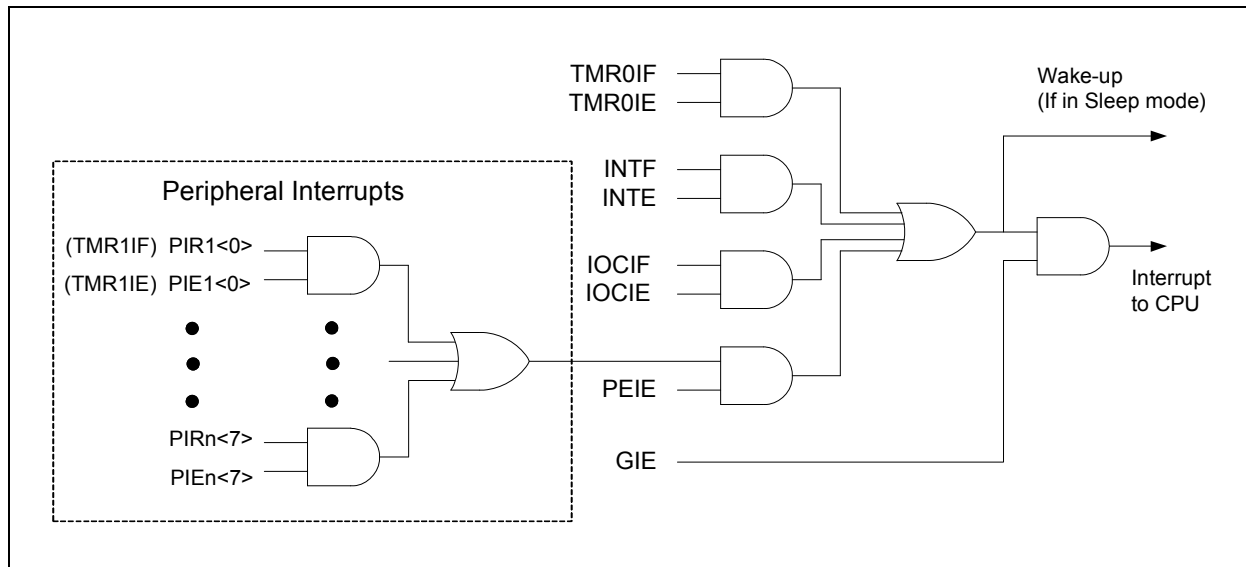 TMR0IF
TMR0IE
Wake-up
(If in Sleep mode)
INTF
INTE
Peripheral Interrupts
(TMR1IF) PIR1<0>
(TMR1IE) PIE1<0>
IOCIF
IOCIE
Interrupt
to CPU
PEIE
PIRn<7>
PIEn<7>
GIE